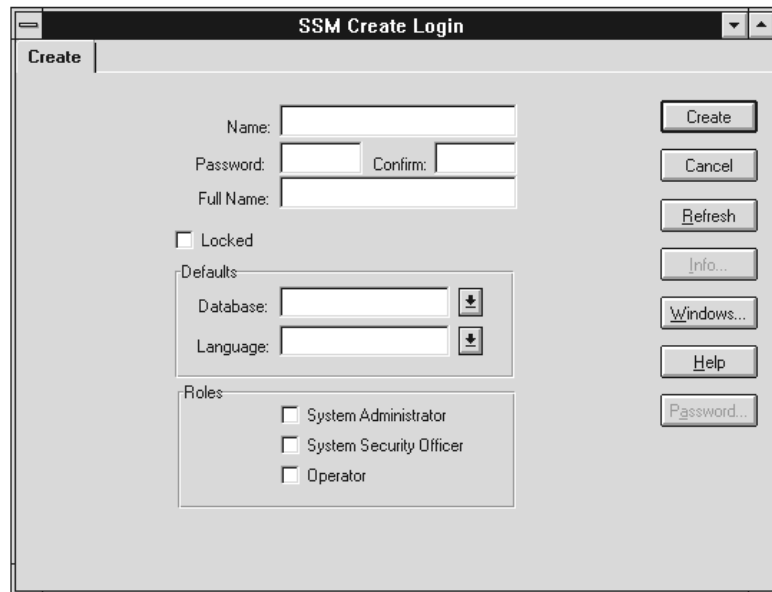 SSM Create Login
Create
Name:
Password:
Confirm:
Full Name:
Locked
Defaults
Database:
Language:
Roles
System Administrator
System Security Officer
Operator
Create
Cancel
Refresh
Info...
Windows...
Help
Password...